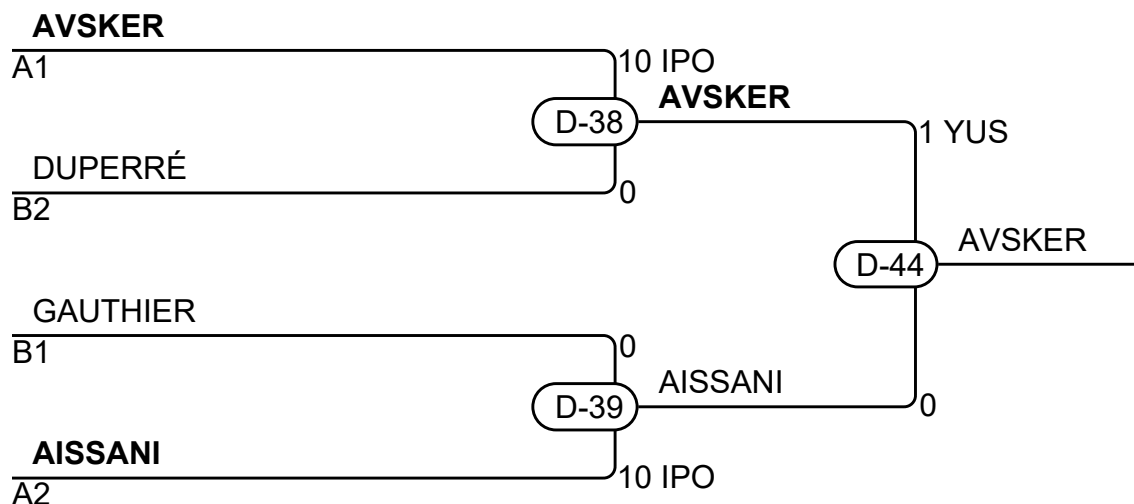 AVSKER
A1
10 IPO
AVSKER
D-38
1 YUS
DUPERRÉ
B2
0
AVSKER
D-44
GAUTHIER
B1
0
AISSANI
D-39
0
AISSANI
A2
10 IPO